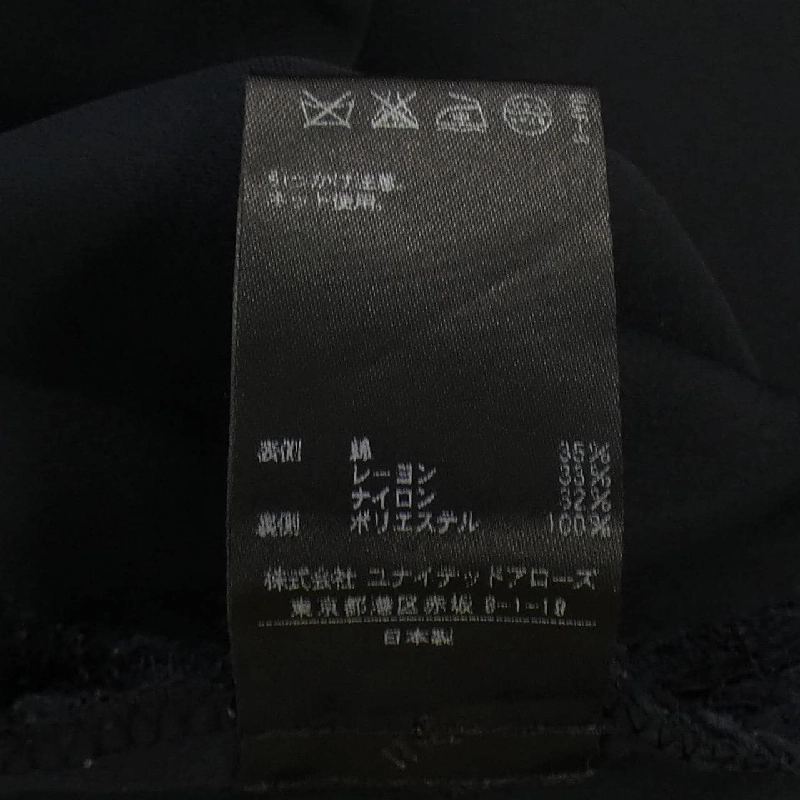 引っかけ注意。
ネット使用。
表側 綿 35%
レーヨン 33%
ナイロン 32%
裏側 ポリエステル 100%
株式会社 ユナイテッドアローズ
東京都港区赤坂 8-1-19
日本製